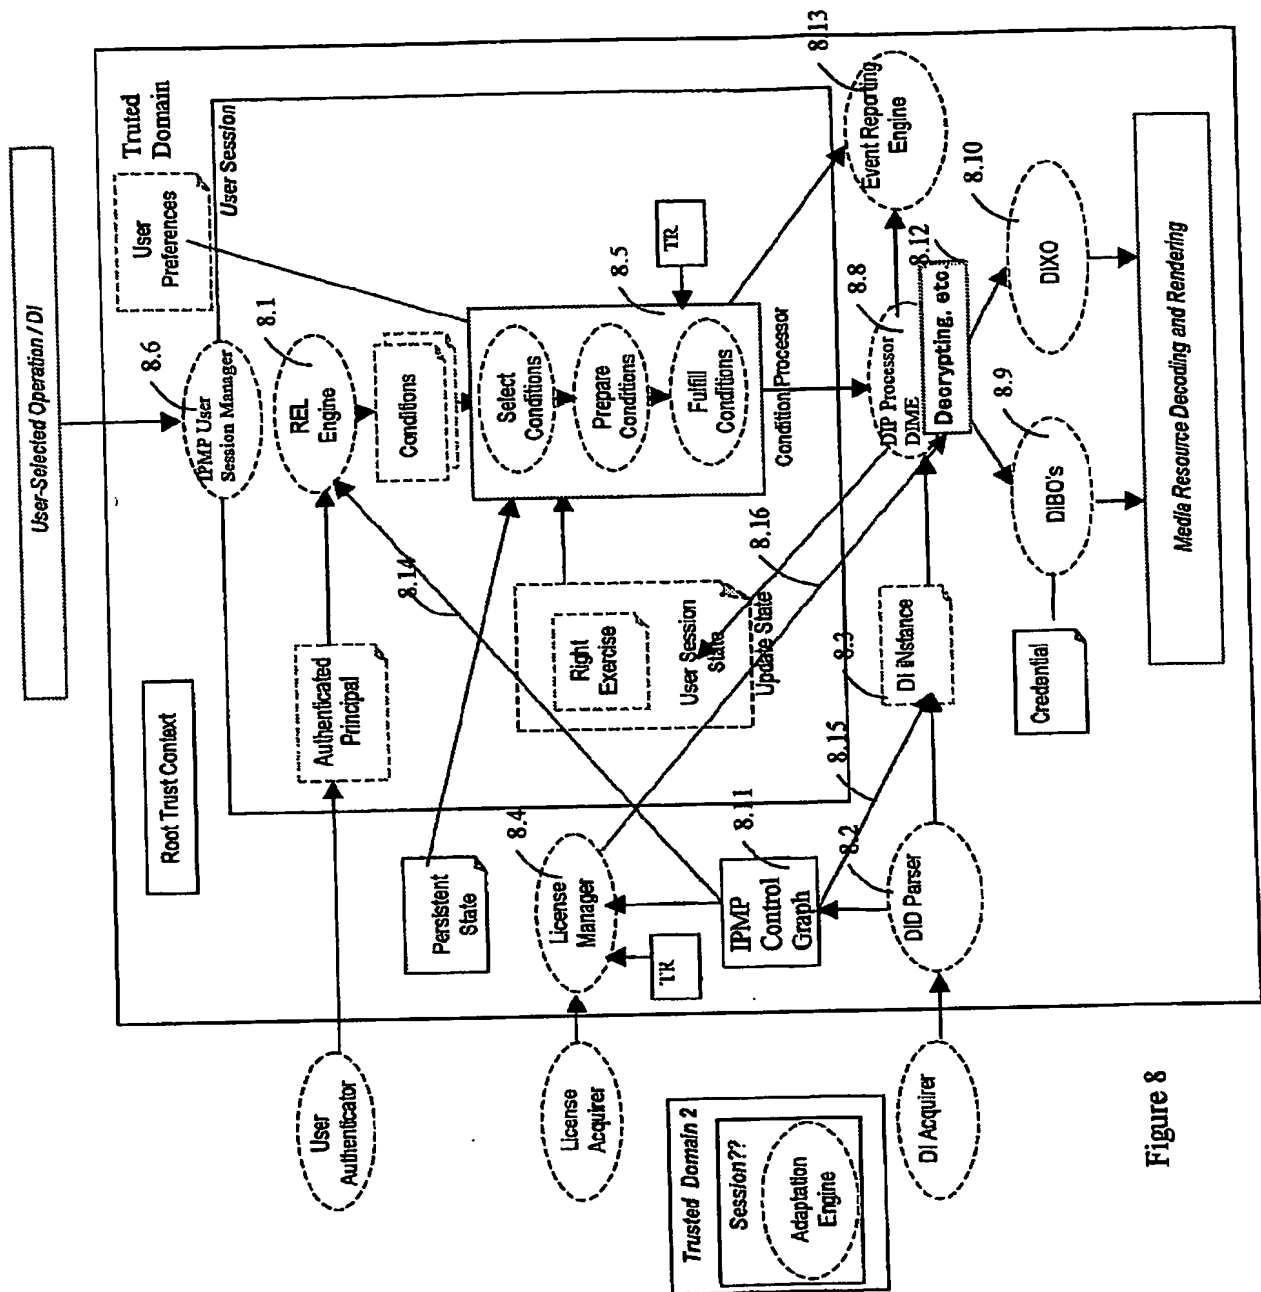 User-Selected Operation / DI
Truted
Domain
User
Preferences
User Session
8.6
IPMP User
Session Manager
8.1
REL
Engine
Conditions
Root Trust Context
Authenticated
Principal
8.14
Select
Conditions
Prepare
Conditions
Fulfill
Conditions
8.5
TR
Condition Processor
Persistent
State
Right
Exercise
User Session
State
Update State
8.16
8.13
Event Reporting
Engine
8.8
DIP Processor
DIME
8.12
Decrypting, etc.
8.10
DIXO
8.9
DIBO's
Credential
8.3
DI iNstance
8.15
8.4
License
Manager
TR
8.11
IPMP
Control
Graph
8.2
DID Parser
User
Authenticator
License
Acquirer
DI Acquirer
Trusted Domain 2
Session??
Adaptation
Engine
Media Resource Decoding and Rendering
Figure 8